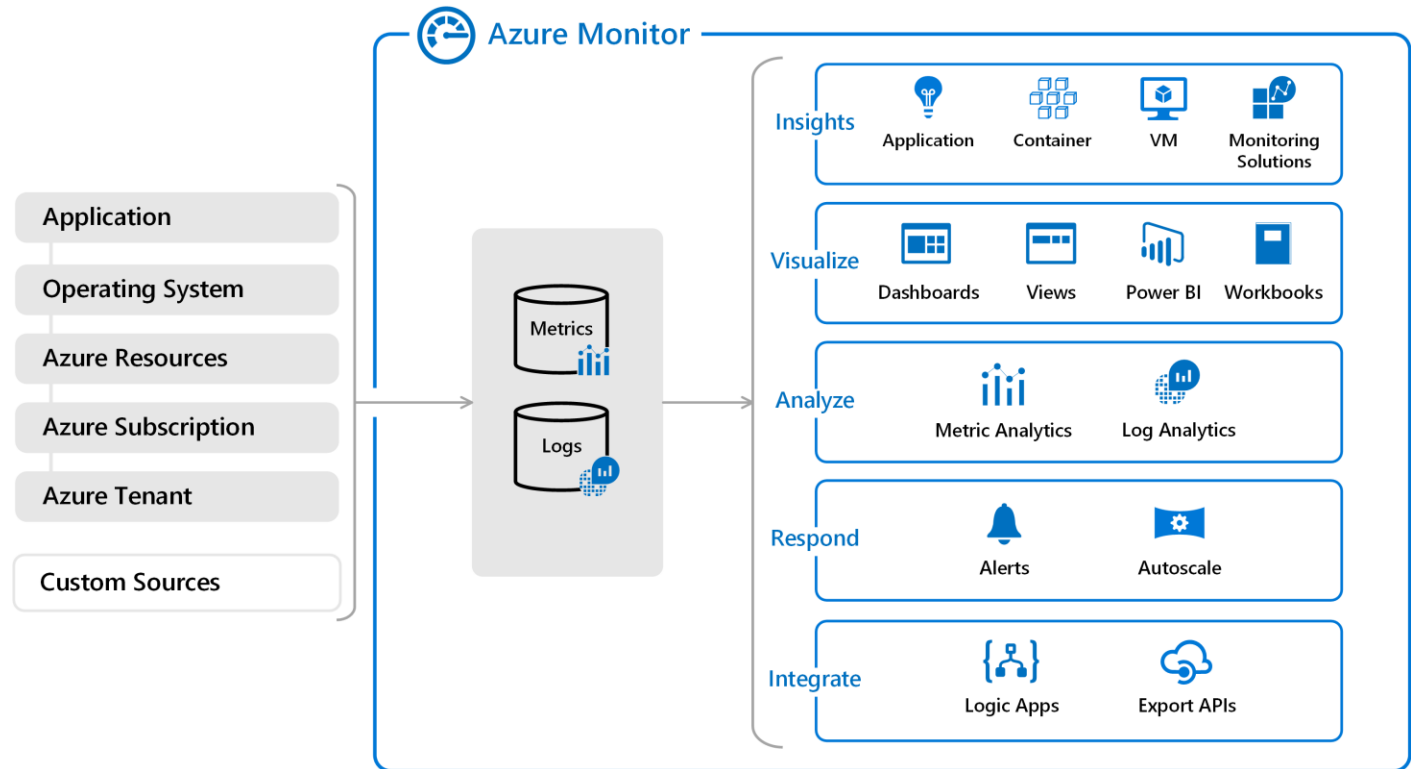 Azure Monitor
Application
Operating System
Azure Resources
Azure Subscription
Azure Tenant
Custom Sources
Metrics
Logs
Insights
Application
Container
VM
Monitoring
Solutions
Visualize
Dashboards
Views
Power BI
Workbooks
Analyze
Metric Analytics
Log Analytics
Respond
Alerts
Autoscale
Integrate
Logic Apps
Export APIs